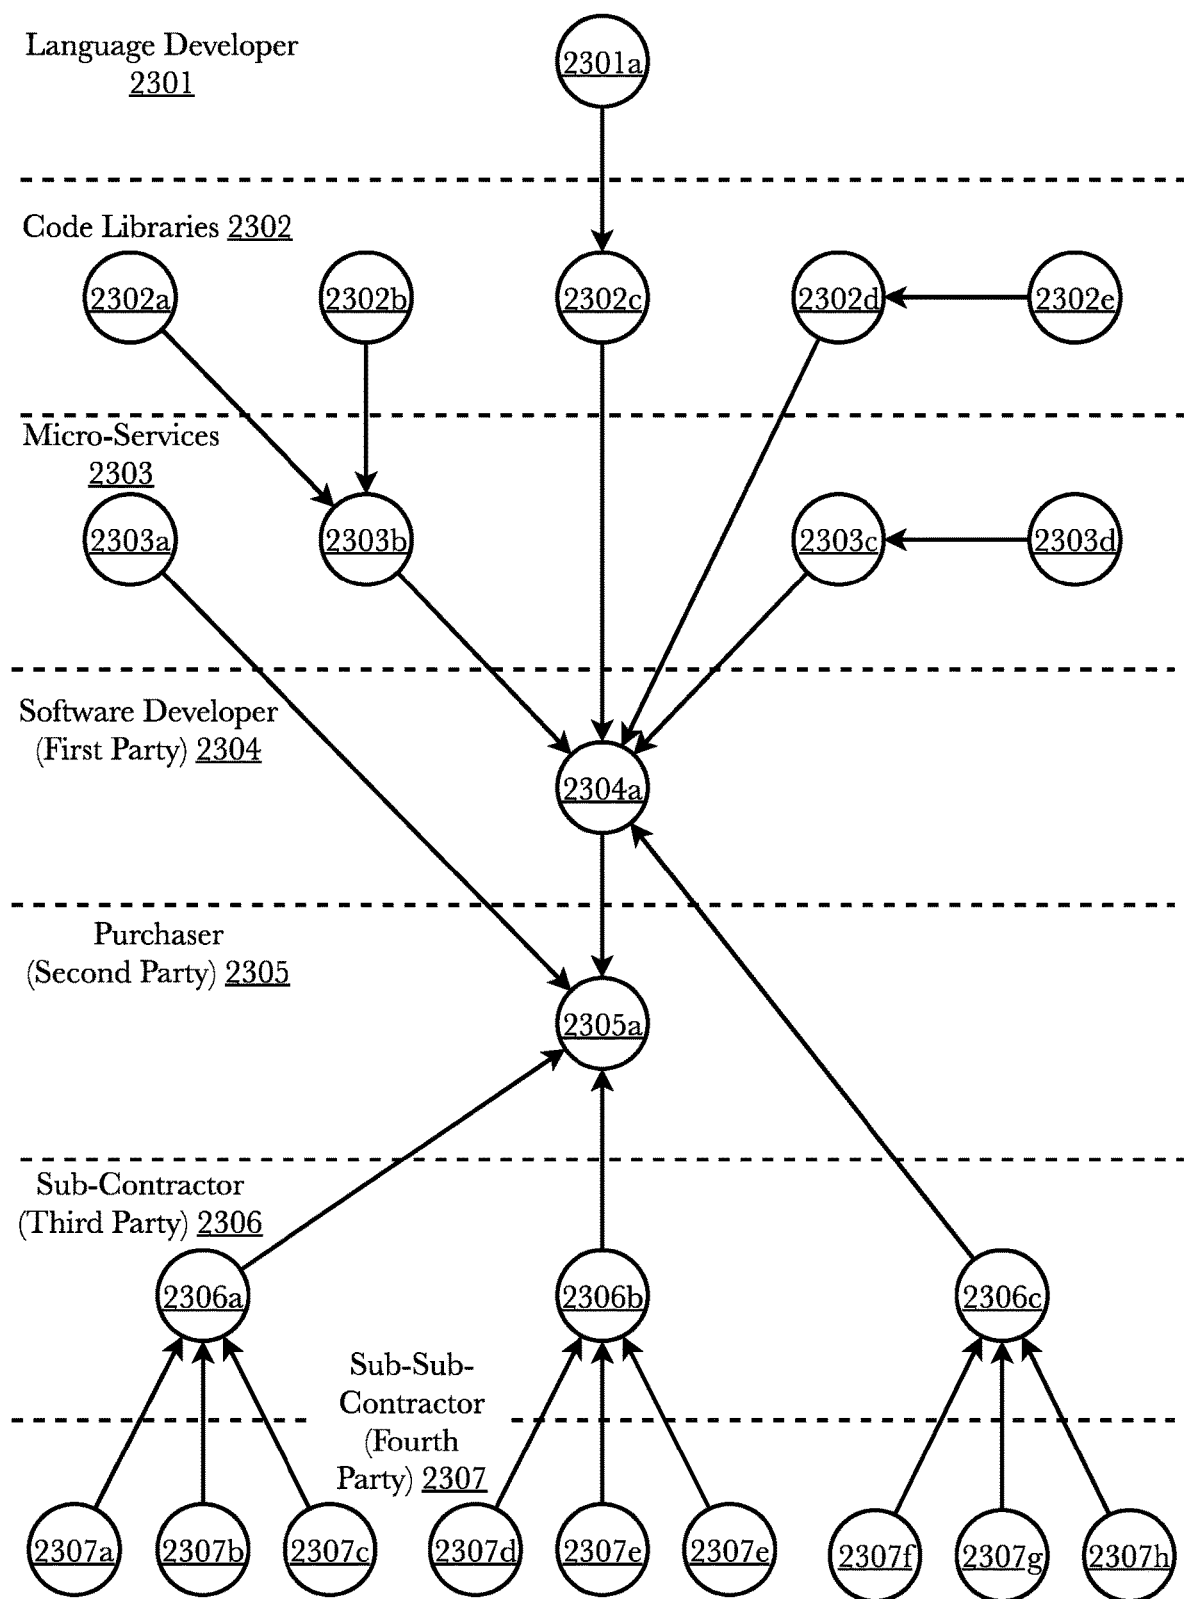 Language Developer
2301
2301a
Code Libraries 2302
2302a
2302b
2302c
2302d
2302e
Micro-Services
2303
2303a
2303b
2303c
2303d
Software Developer
(First Party) 2304
2304a
Purchaser
(Second Party) 2305
2305a
Sub-Contractor
(Third Party) 2306
2306a
2306b
2306c
Sub-Sub-
Contractor
(Fourth
Party) 2307
2307a
2307b
2307c
2307d
2307e
2307e
2307f
2307g
2307h